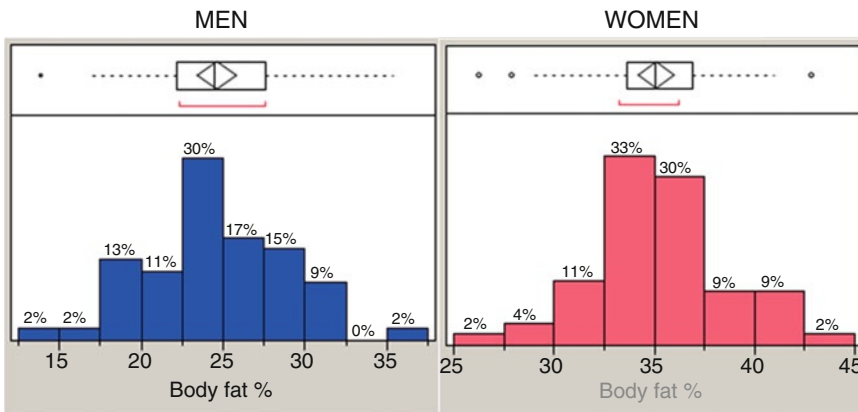 MEN
2% 2% 13% 11% 30% 17% 15% 9% 0% 2%
15 20 25 30 35
Body fat %
WOMEN
2% 4% 11% 33% 30% 9% 9% 2%
25 30 35 40 45
Body fat %